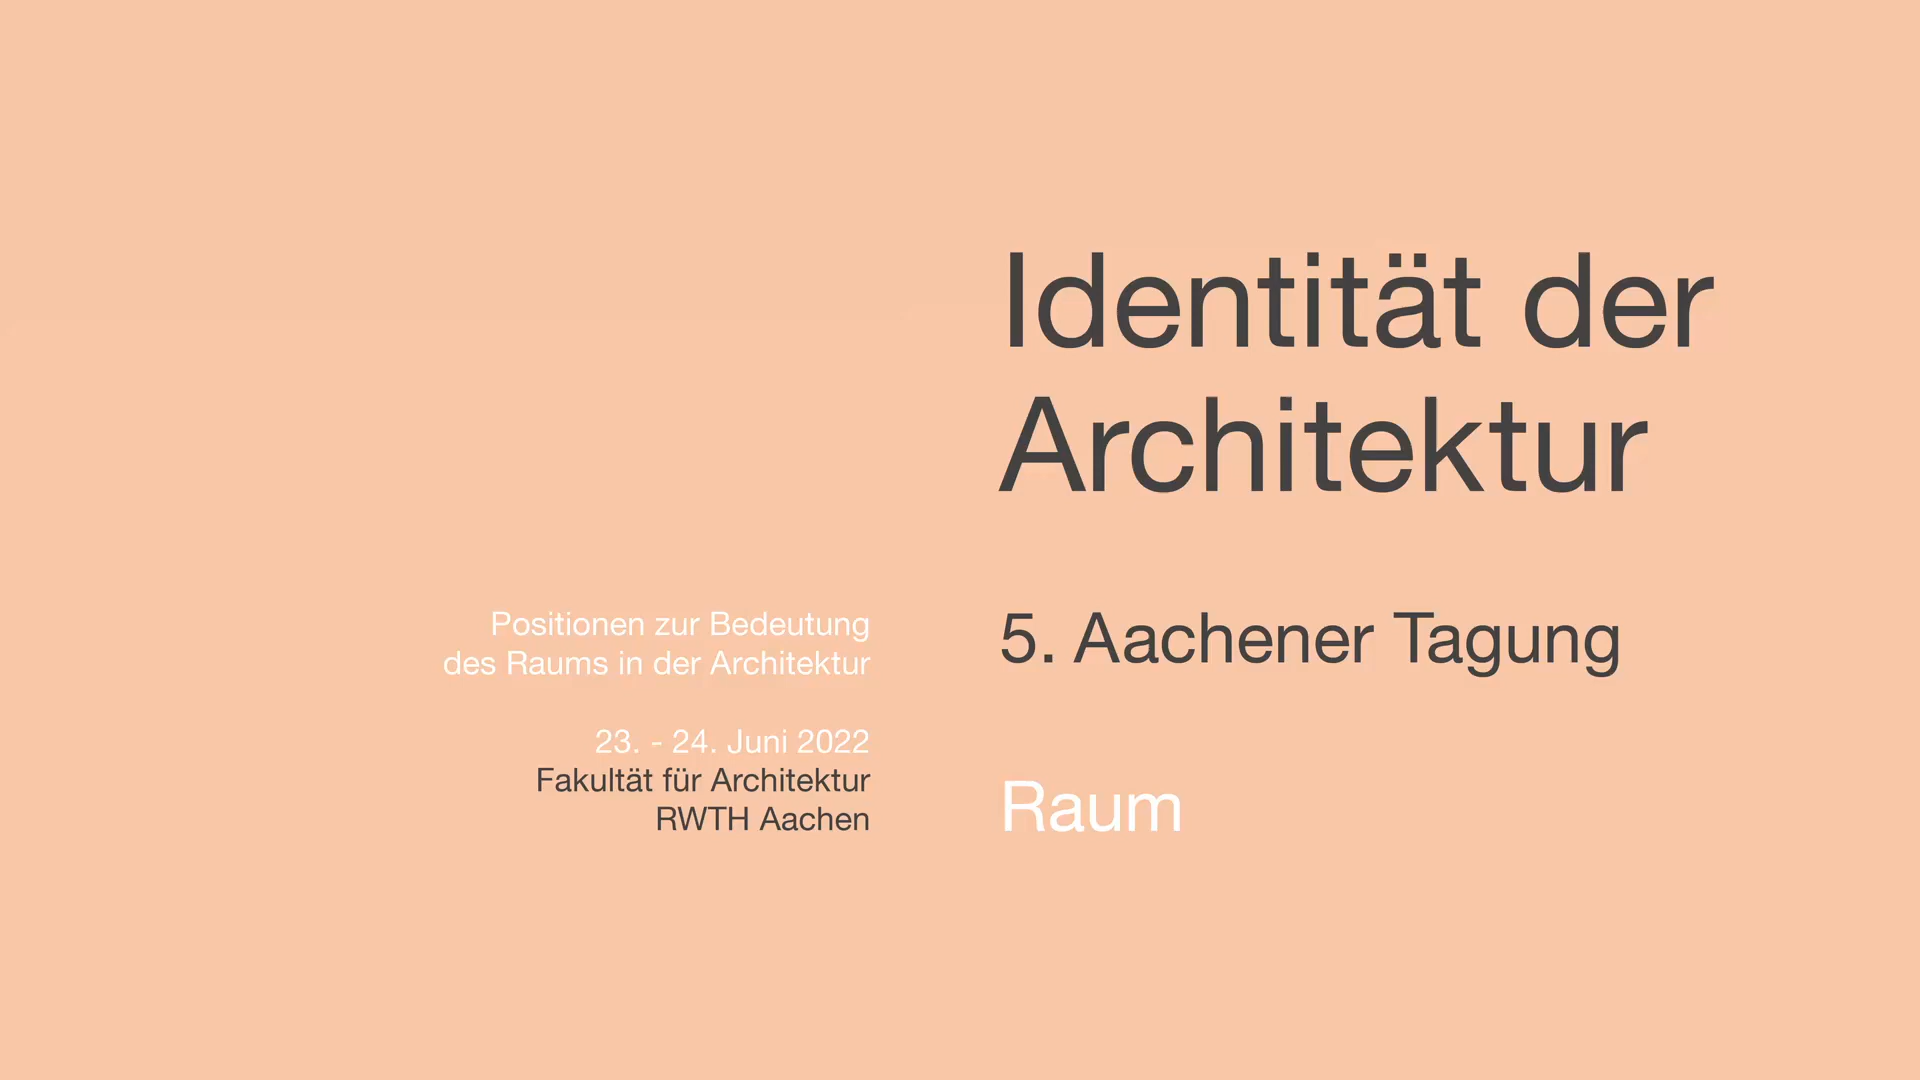 Identität der
Architektur
5. Aachener Tagung
Raum
Positionen zur Bedeutung
des Raums in der Architektur
23. - 24. Juni 2022
Fakultät für Architektur
RWTH Aachen